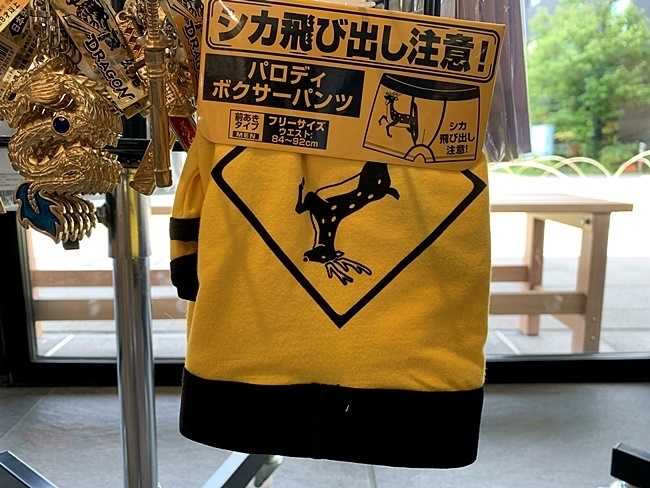 シカ飛び出し注意!
パロディ
ボクサーパンツ
前あき
タイプ
MEN
フリーサイズ
ウエスト:
84~92cm
シカ
飛び出し
注意!
DRAGON